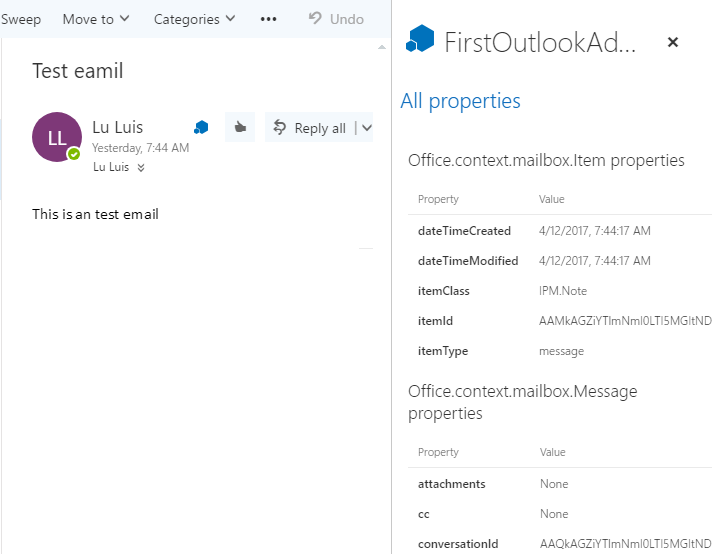 Sweep Move to Categories ••• Undo
Test eamil
LL
Lu Luis
Reply all
Yesterday, 7:44 AM
Lu Luis
This is an test email
FirstOutlookAd...
All properties
Office.context.mailbox.Item properties
Property Value
dateTimeCreated 4/12/2017, 7:44:17 AM
dateTimeModified 4/12/2017, 7:44:17 AM
itemClass IPM.Note
itemId AAMkAGZiYTlmNml0LTl5MGItND
itemType message
Office.context.mailbox.Message
properties
Property Value
attachments None
cc None
conversationId AAQkAGZiYTlmNml0LTl5MGItND